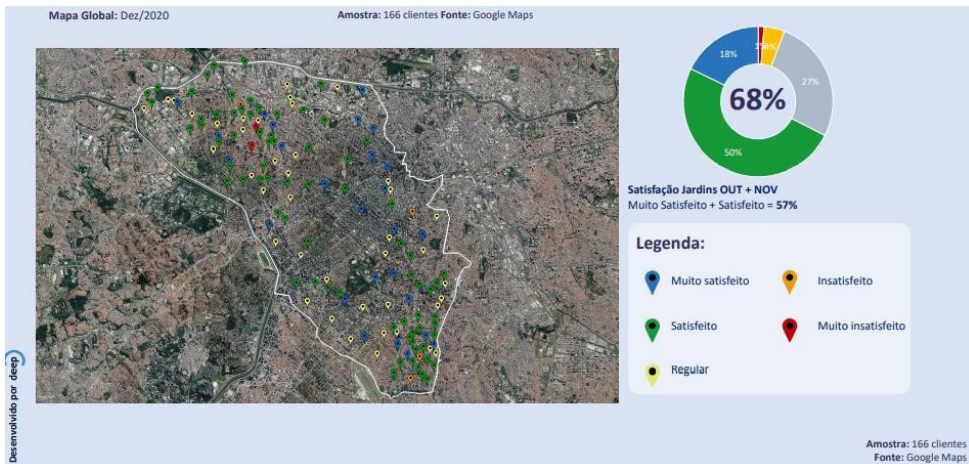 Mapa Global: Dez/2020
Amostra: 166 clientes Fonte: Google Maps
18%
27%
68%
50%
Satisfação Jardins OUT + NOV
Muito Satisfeito + Satisfeito = 57%
Legenda:
Muito satisfeito
Insatisfeito
Satisfeito
Muito insatisfeito
Regular
Desenvolvido por deep
Amostra: 166 clientes
Fonte: Google Maps